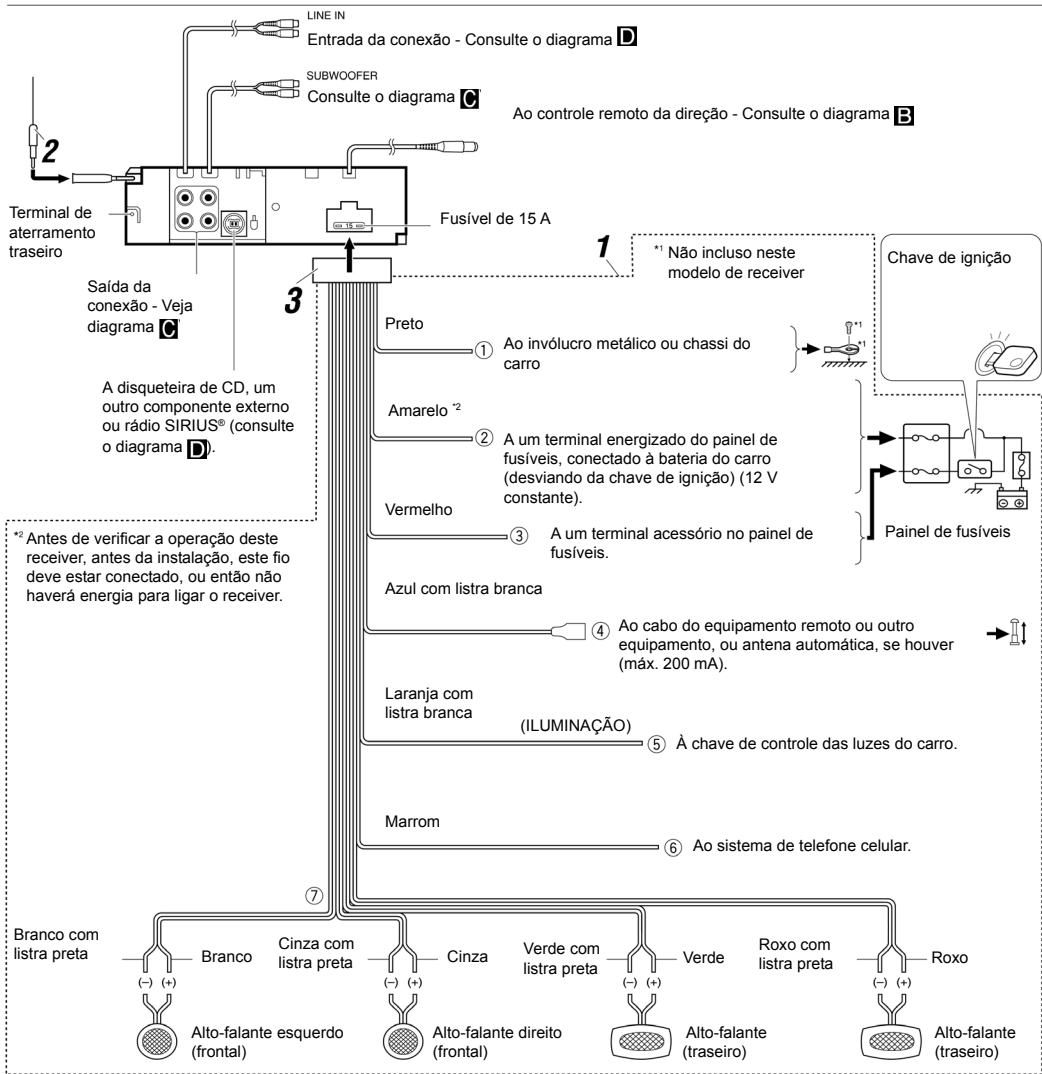 LINE IN
Entrada da conexão - Consulte o diagrama D
SUBWOOFER
Consulte o diagrama C
Ao controle remoto da direção - Consulte o diagrama B
2
Terminal de
aterramento
traseiro
15
Fusível de 15 A
Saída da
conexão - Veja
diagrama C
3
1
*1 Não incluso neste
modelo de receiver
Chave de ignição
A disqueteira de CD, um
outro componente externo
ou rádio SIRIUS® (consulte
o diagrama D).
Preto
① Ao invólucro metálico ou chassi do
carro
*1
*1
Amarelo *2
② A um terminal energizado do painel de
fusíveis, conectado à bateria do carro
(desviando da chave de ignição) (12 V
constante).
Vermelho
③ A um terminal acessório no painel de
fusíveis.
Painel de fusíveis
*2 Antes de verificar a operação deste
receiver, antes da instalação, este fio
deve estar conectado, ou então não
haverá energia para ligar o receiver.
Azul com listra branca
④ Ao cabo do equipamento remoto ou outro
equipamento, ou antena automática, se houver
(máx. 200 mA).
Laranja com
listra branca
(ILUMINAÇÃO)
⑤ À chave de controle das luzes do carro.
Marrom
⑥ Ao sistema de telefone celular.
⑦
Branco com
listra preta
Branco
Cinza com
listra preta
Cinza
Verde com
listra preta
Verde
Roxo com
listra preta
Roxo
(–) (+)
(–) (+)
(–) (+)
(–) (+)
Alto-falante esquerdo
(frontal)
Alto-falante direito
(frontal)
Alto-falante
(traseiro)
Alto-falante
(traseiro)